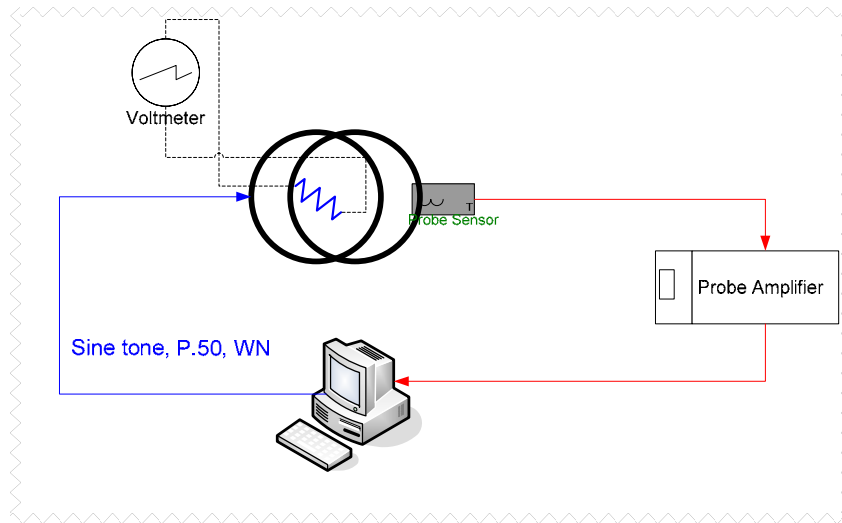 Voltmeter
T
Probe Sensor
Probe Amplifier
Sine tone, P.50, WN